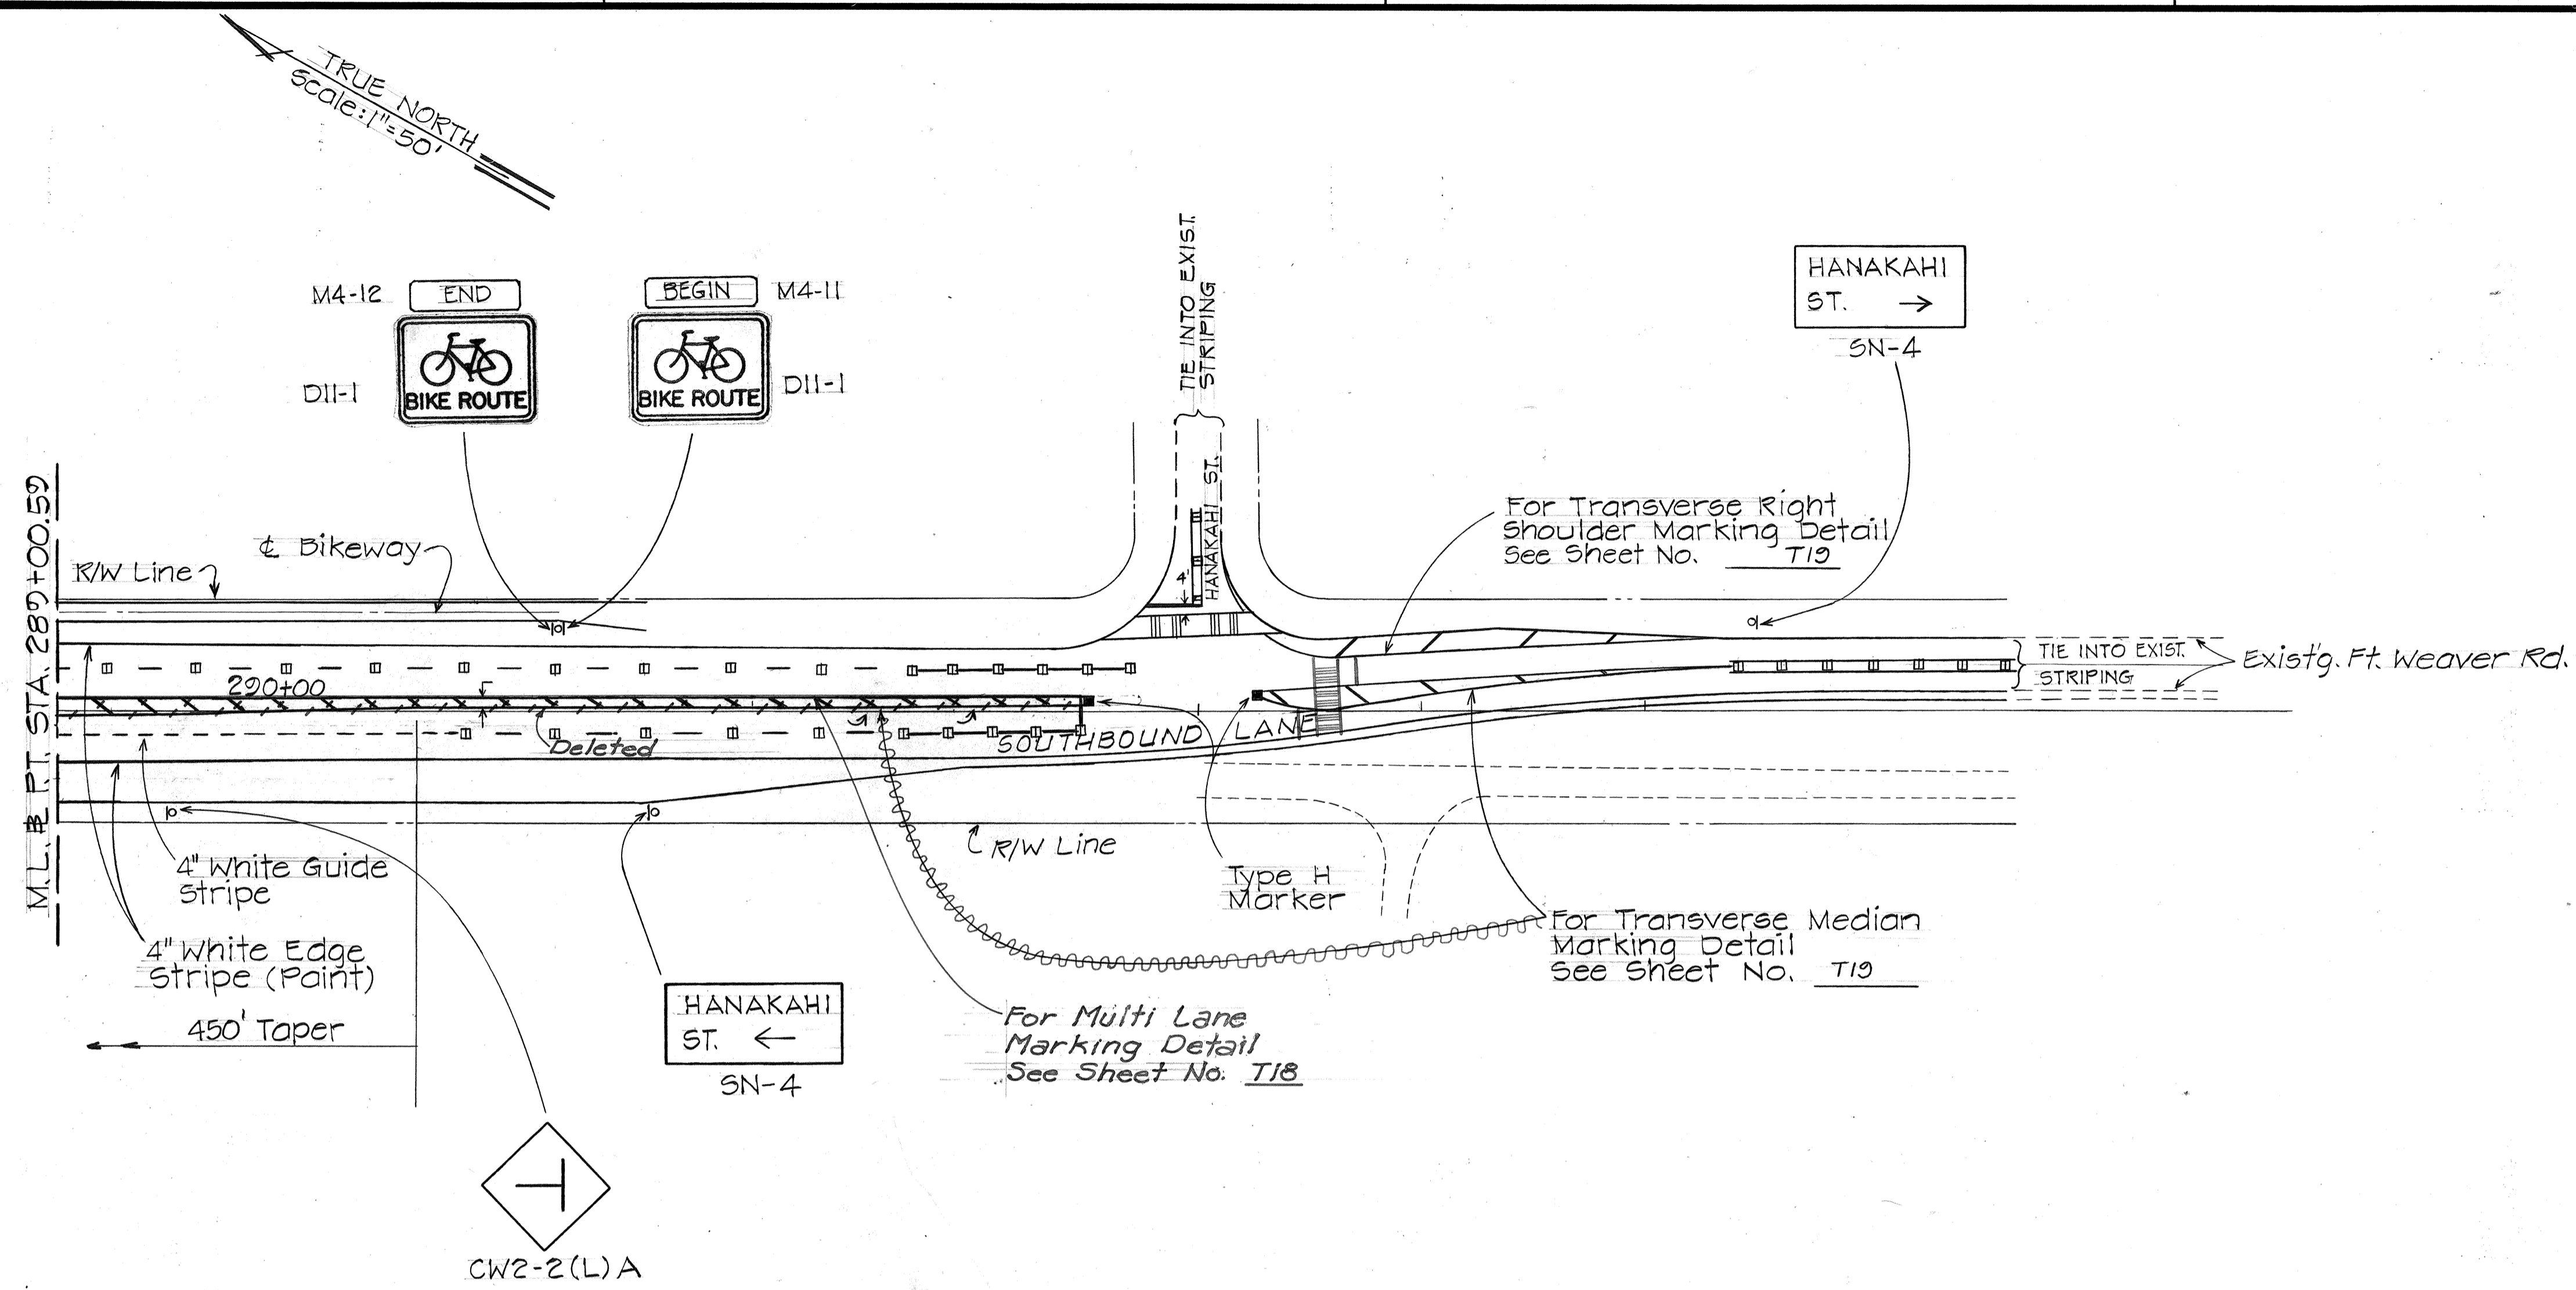 TRUE NORTH
Scale: 1"=50'
M4-12
END
BEGIN
M4-11
D11-1
BIKE ROUTE
BIKE ROUTE
D11-1
TIE INTO EXIST.
STRIPING
HANAKAHI ST.
4'
HANAKAHI
ST. →
SN-4
For Transverse Right
Shoulder Marking Detail
See Sheet No. T19
M.L. ⅊ P.T. STA. 289+00.59
R/W Line
℄ Bikeway
290+00
Deleted
SOUTHBOUND LANE
TIE INTO EXIST.
STRIPING
Exist'g. Ft. Weaver Rd.
R/W Line
4" White Guide
Stripe
4" White Edge
Stripe (Paint)
450' Taper
Type H
Marker
For Transverse Median
Marking Detail
See Sheet No. T19
HANAKAHI
ST. ←
SN-4
For Multi Lane
Marking Detail
See Sheet No. T18
CW2-2(L)A